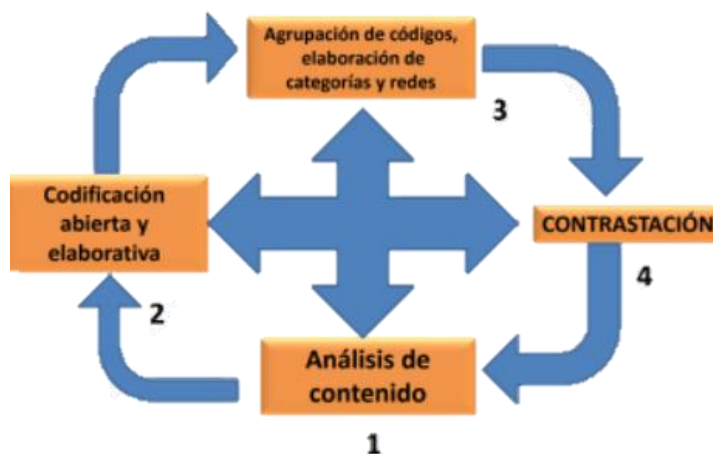 Agrupación de códigos,
elaboración de
categorías y redes
3
Codificación
abierta y
elaborativa
2
CONTRASTACIÓN
4
Análisis de
contenido
1